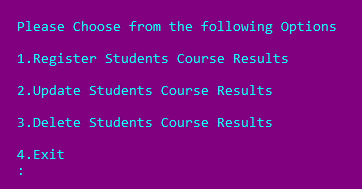 Please Choose from the following Options
1.Register Students Course Results
2.Update Students Course Results
3.Delete Students Course Results
4.Exit
: